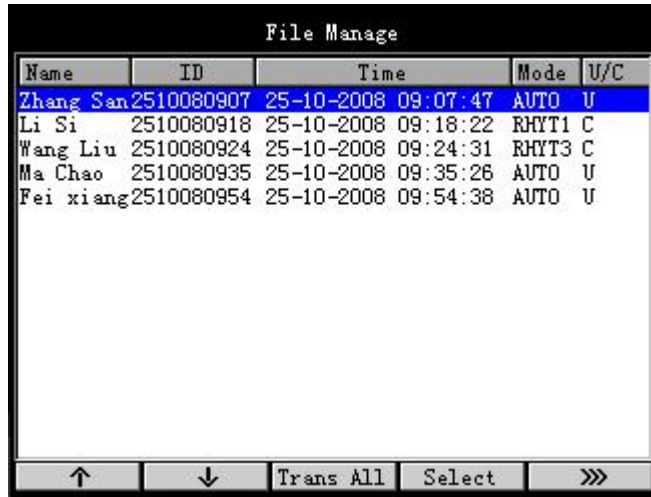 File Manage
Name ID Time Mode U/C
Zhang San 2510080907 25-10-2008 09:07:47 AUTO U
Li Si 2510080918 25-10-2008 09:18:22 RHYT1 C
Wang Liu 2510080924 25-10-2008 09:24:31 RHYT3 C
Ma Chao 2510080935 25-10-2008 09:35:26 AUTO U
Fei xiang 2510080954 25-10-2008 09:54:38 AUTO U
↑ ↓ Trans All Select >>>